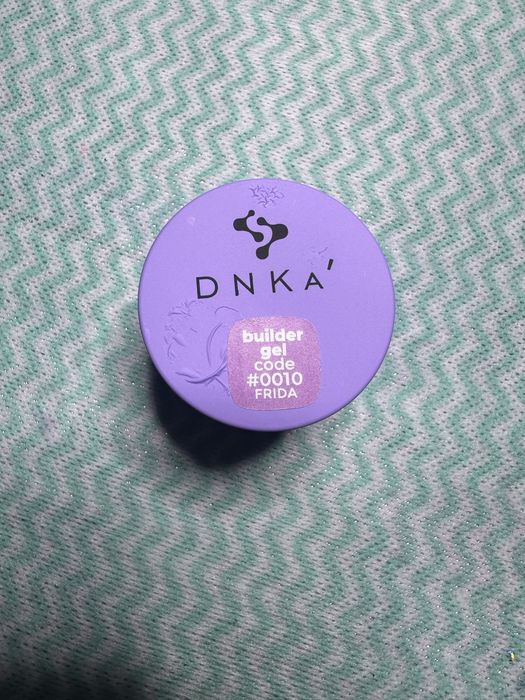 DNKA'
builder
gel
code
#0010
FRIDA